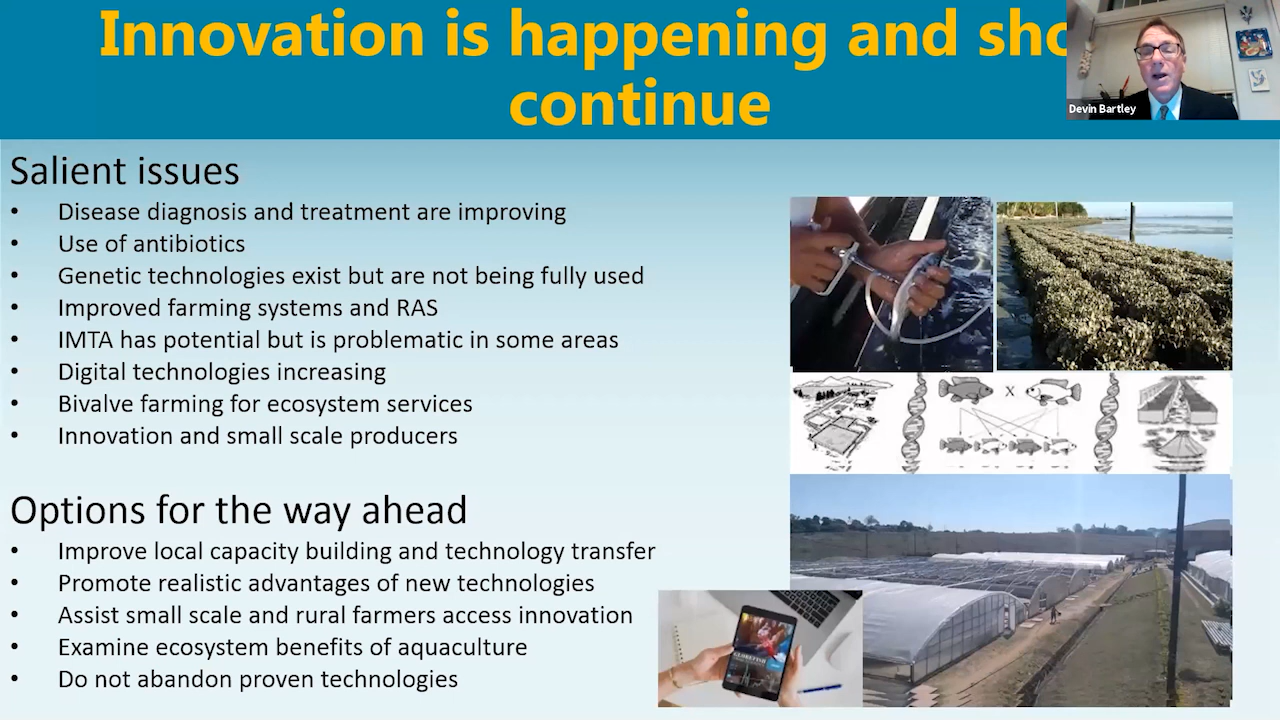 Innovation is happening and sho
continue
Devin Bartley
Salient issues
• Disease diagnosis and treatment are improving
• Use of antibiotics
• Genetic technologies exist but are not being fully used
• Improved farming systems and RAS
• IMTA has potential but is problematic in some areas
• Digital technologies increasing
• Bivalve farming for ecosystem services
• Innovation and small scale producers
X
Options for the way ahead
• Improve local capacity building and technology transfer
• Promote realistic advantages of new technologies
• Assist small scale and rural farmers access innovation
• Examine ecosystem benefits of aquaculture
• Do not abandon proven technologies
GLOBEFISH